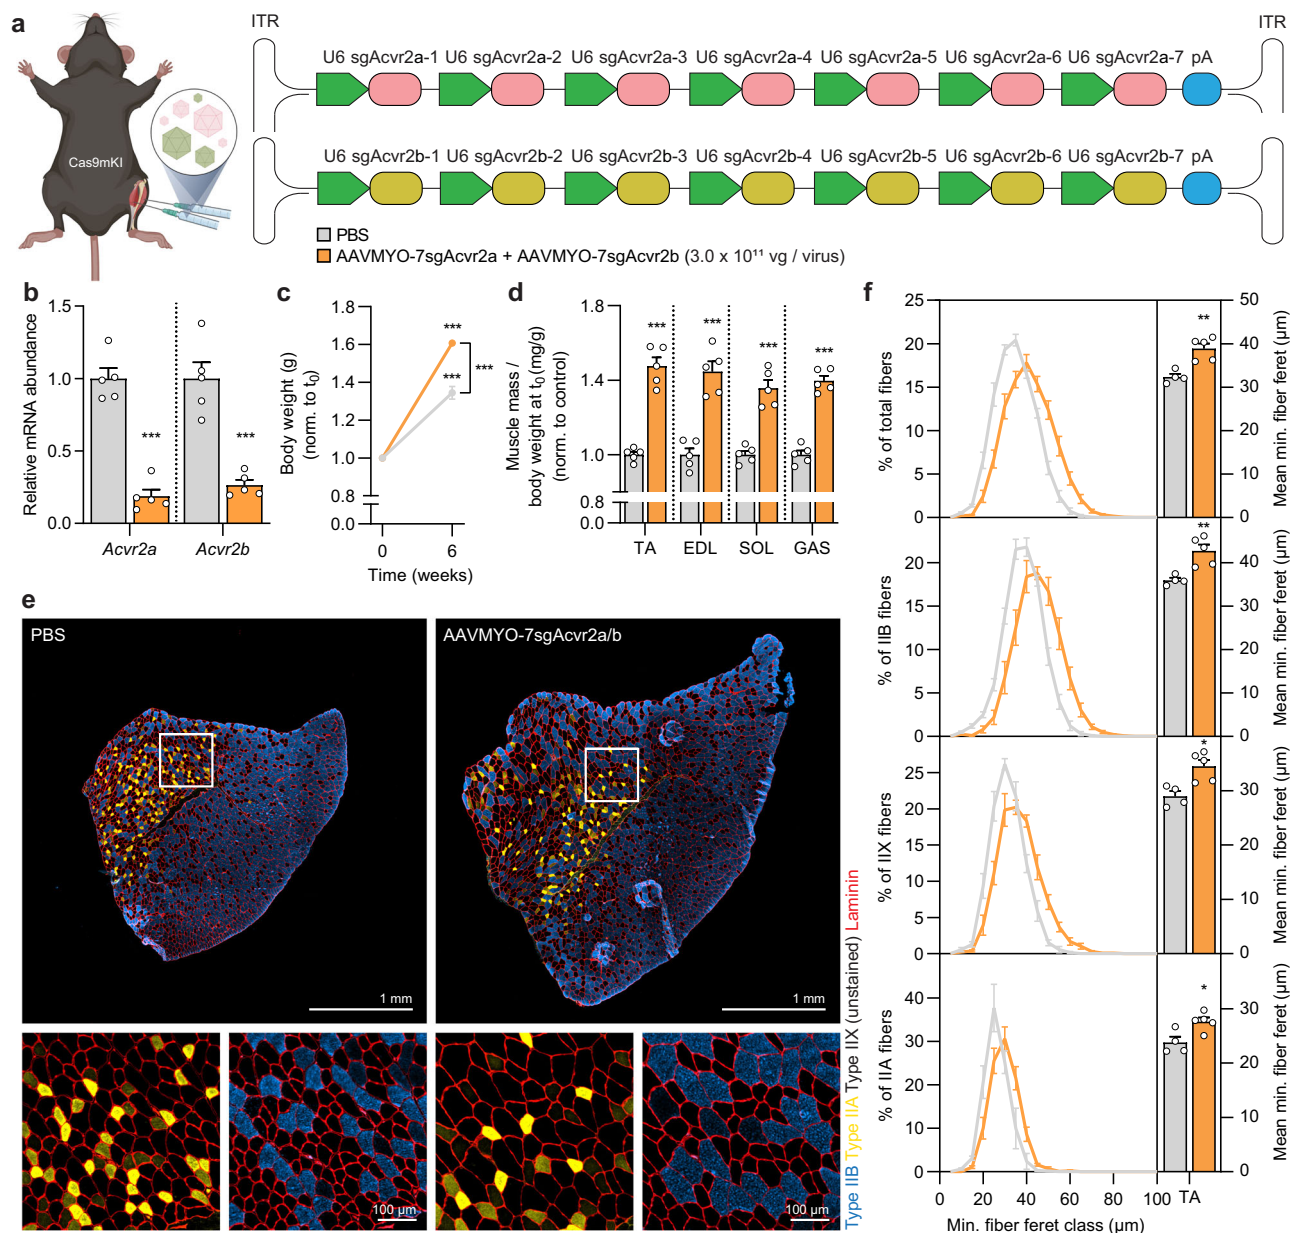 a
ITR
ITR
U6 sgAcvr2a-1 U6 sgAcvr2a-2 U6 sgAcvr2a-3 U6 sgAcvr2a-4 U6 sgAcvr2a-5 U6 sgAcvr2a-6 U6 sgAcvr2a-7 pA
Cas9mKI
U6 sgAcvr2b-1 U6 sgAcvr2b-2 U6 sgAcvr2b-3 U6 sgAcvr2b-4 U6 sgAcvr2b-5 U6 sgAcvr2b-6 U6 sgAcvr2b-7 pA
PBS
AAVMYO-7sgAcvr2a + AAVMYO-7sgAcvr2b (3.0 x 10¹¹ vg / virus)
b
Relative mRNA abundance
1.5
1.0
0.5
0.0
***
***
Acvr2a
Acvr2b
c
Body weight (g)
(norm. to t₀)
1.8
1.6
1.4
1.2
1.0
0.8
0.0
***
***
***
0
6
Time (weeks)
d
Muscle mass /
body weight at t₀ (mg/g)
(norm. to control)
1.8
1.4
1.0
0.8
0.0
***
***
***
***
TA
EDL
SOL
GAS
e
PBS
1 mm
AAVMYO-7sgAcvr2a/b
1 mm
100 µm
100 µm
Type IIB Type IIA Type IIX (unstained) Laminin
f
% of total fibers
25
20
15
10
5
0
**
50
40
30
20
10
0
Mean min. fiber feret (µm)
% of IIB fibers
20
15
10
5
0
**
40
30
20
10
0
Mean min. fiber feret (µm)
% of IIX fibers
25
20
15
10
5
0
*
30
20
10
0
Mean min. fiber feret (µm)
% of IIA fibers
40
30
20
10
0
*
30
20
10
0
Mean min. fiber feret (µm)
0
20
40
60
80
100
TA
Min. fiber feret class (µm)